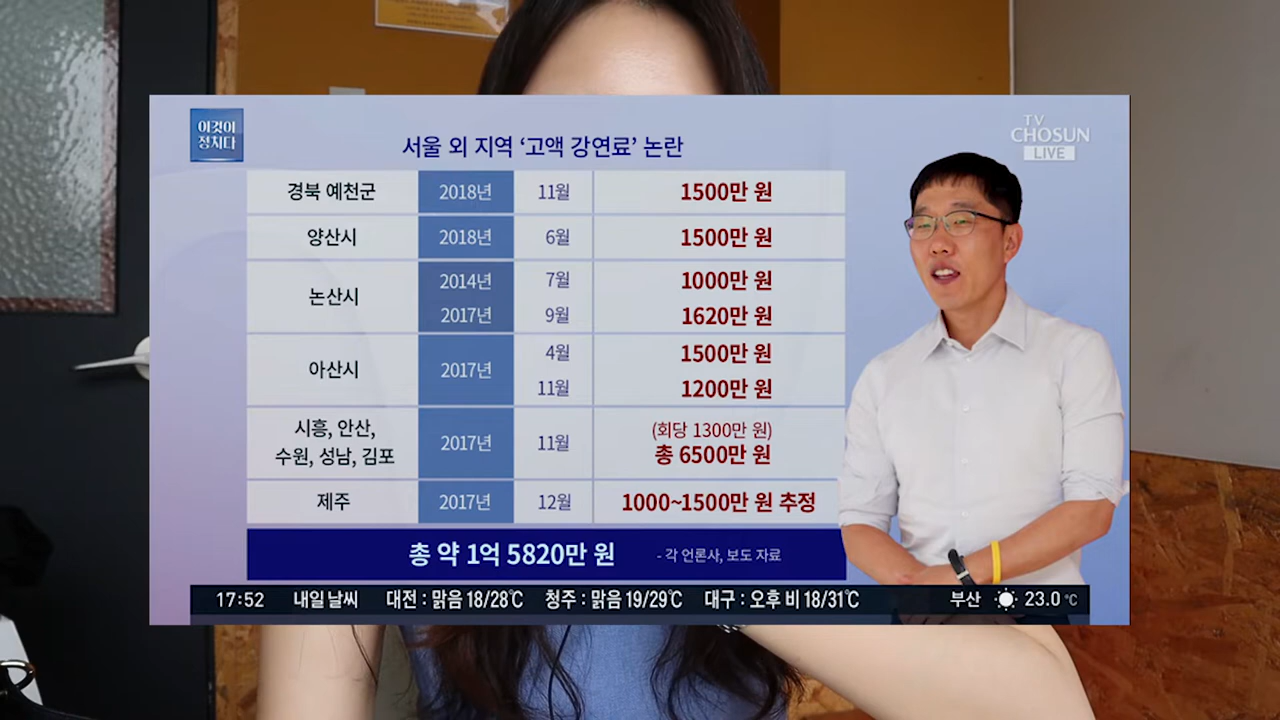 이것이
정치다
TV
CHOSUN
LIVE
서울 외 지역 ‘고액 강연료’ 논란
경북 예천군 2018년 11월 1500만 원
양산시 2018년 6월 1500만 원
논산시 2014년 7월 1000만 원
2017년 9월 1620만 원
아산시 2017년 4월 1500만 원
11월 1200만 원
시흥, 안산,
수원, 성남, 김포 2017년 11월 (회당 1300만 원)
총 6500만 원
제주 2017년 12월 1000~1500만 원 추정
총 약 1억 5820만 원 - 각 언론사, 보도 자료
17:52 내일 날씨 대전 : 맑음 18/28℃ 청주 : 맑음 19/29℃ 대구 : 오후 비 18/31℃ 부산 23.0℃